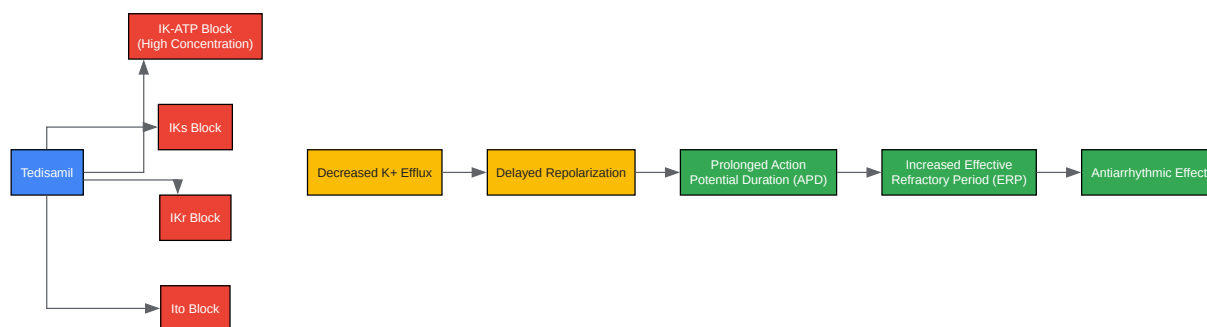 IK-ATP Block
(High Concentration)
IKs Block
Tedisamil
IKr Block
Ito Block
Decreased K+ Efflux
Delayed Repolarization
Prolonged Action
Potential Duration (APD)
Increased Effective
Refractory Period (ERP)
Antiarrhythmic Effect